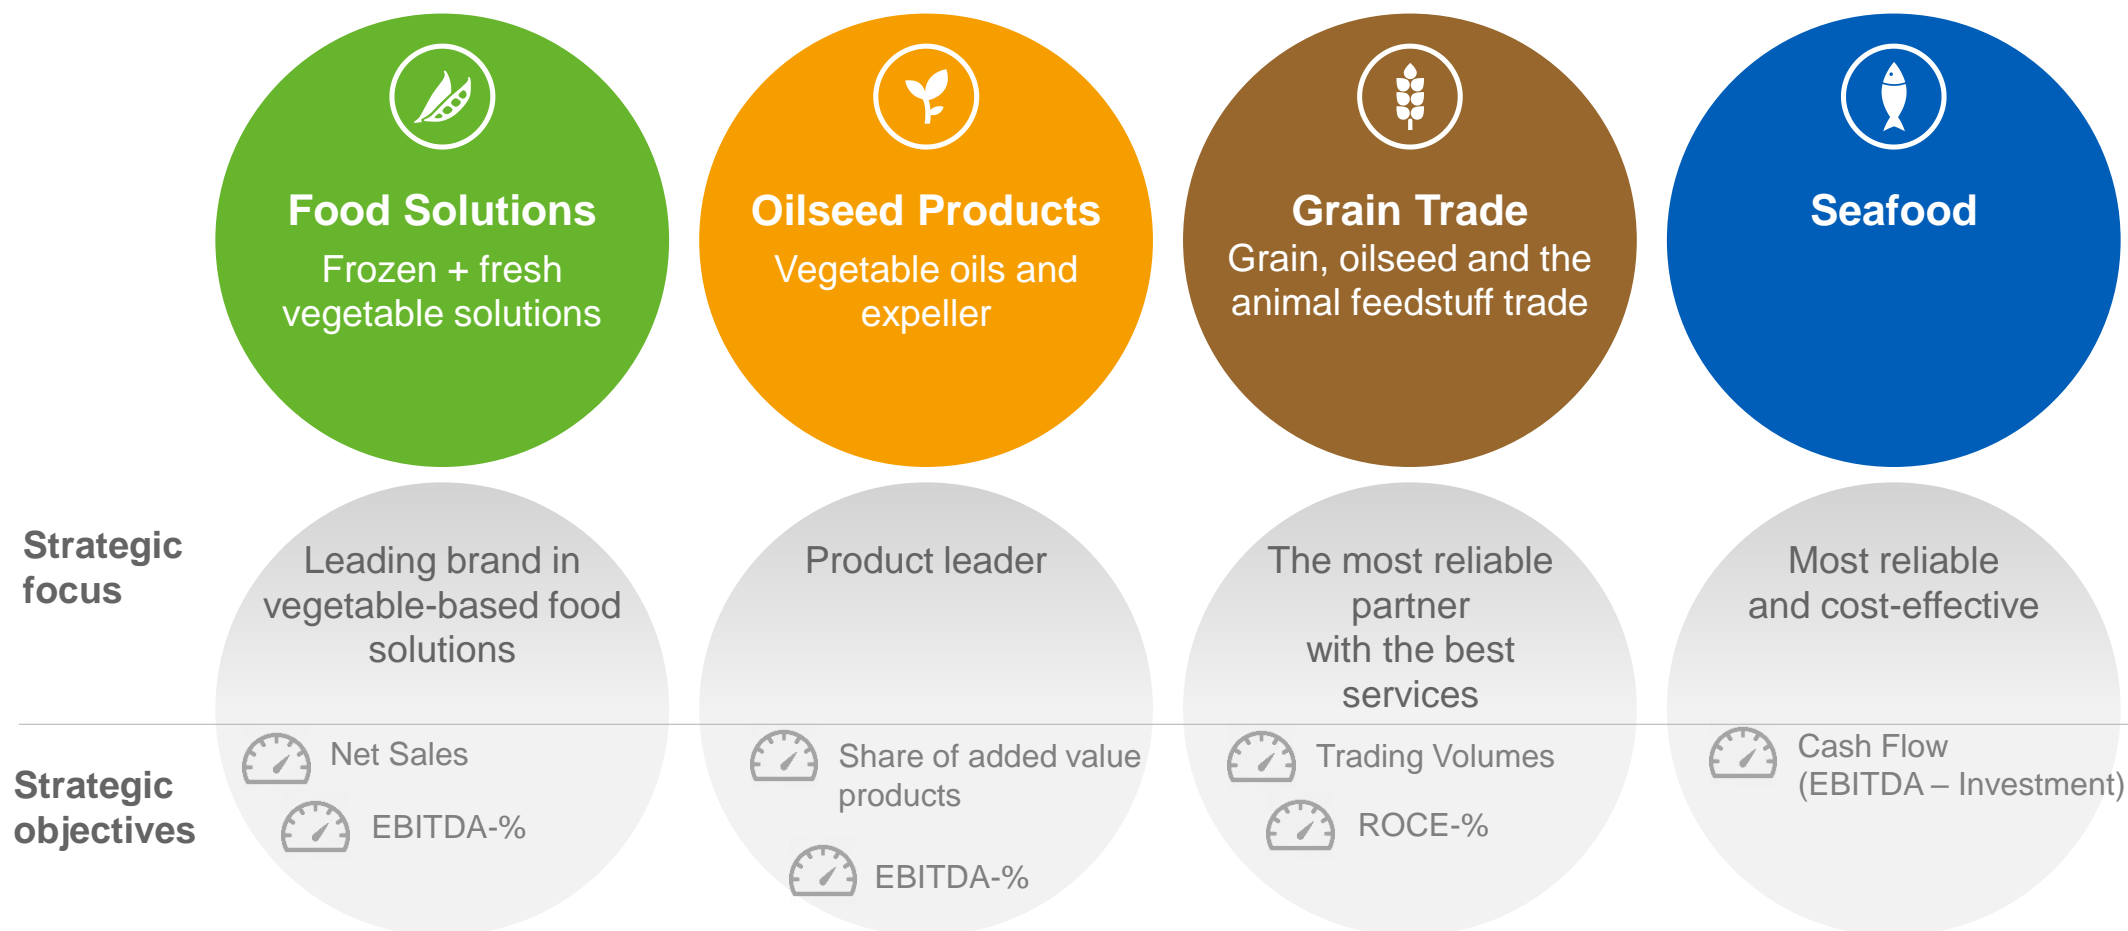 Food Solutions
Frozen + fresh
vegetable solutions
Oilseed Products
Vegetable oils and
expeller
Grain Trade
Grain, oilseed and the
animal feedstuff trade
Seafood
Strategic
focus
Leading brand in
vegetable-based food
solutions
Product leader
The most reliable
partner
with the best
services
Most reliable
and cost-effective
Strategic
objectives
Net Sales
EBITDA-%
Share of added value
products
EBITDA-%
Trading Volumes
ROCE-%
Cash Flow
(EBITDA – Investment)